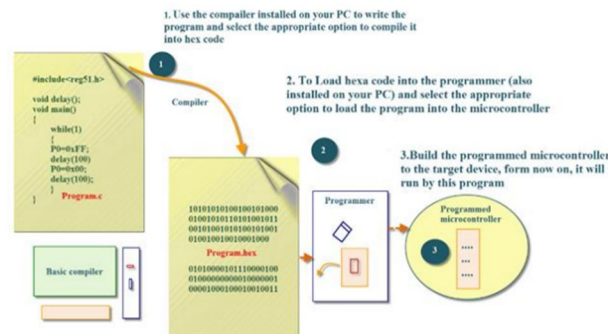 1. Use the compailer installed on your PC to write the
program and select the appropriate option to compile it
into hex code
1
#include<reg51.h>
void delay();
void main()
{
while(1)
{
P0=0xFF;
delay(100)
P0=0x00;
delay(100);
}
}
Program.c
Compiler
2. To Load hexa code into the programmer (also
installed on your PC) and select the appropriate
option to load the program into the microcontroller
2
3.Build the programmed microcontroller
to the target device, form now on, it will
run by this program
Basic compiler
1010101010010010100
0100101011010100101
0010100101010010100
0100100100100010000
Program.hex
0101000010111000010
0100000000001000000
0000100010001001001
Programmer
Programmed
microcontroller
3